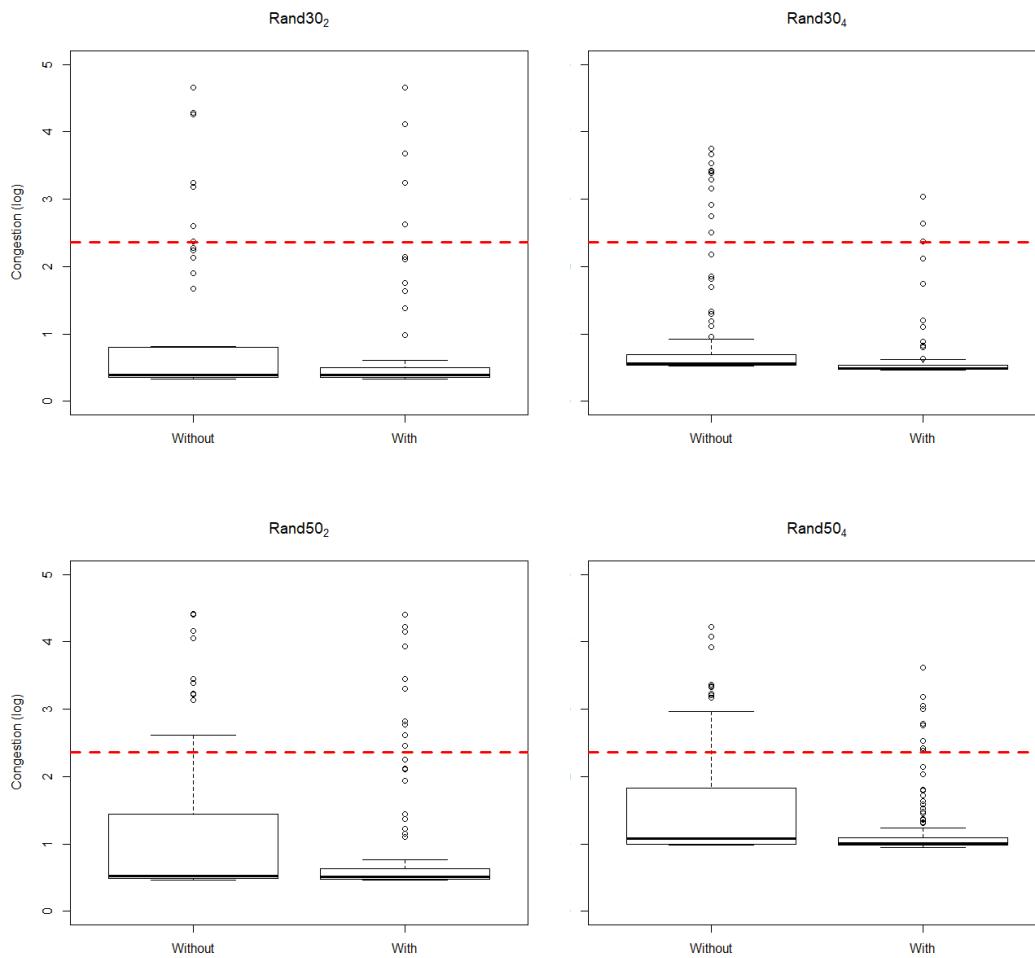 Rand30₂
Rand30₄
Congestion (log)
5
4
3
2
1
0
Without
With
Without
With
Rand50₂
Rand50₄
Congestion (log)
5
4
3
2
1
0
Without
With
Without
With